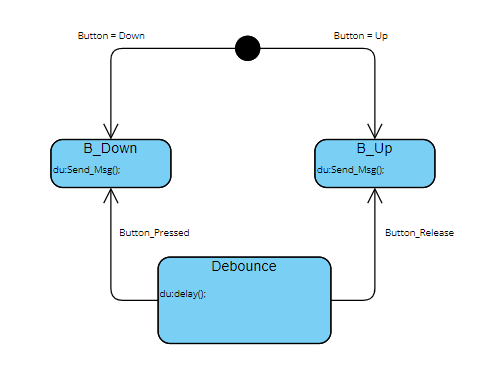 Button = Down
Button = Up
B_Down
du:Send_Msg();
B_Up
du:Send_Msg();
Button_Pressed
Button_Release
Debounce
du:delay();